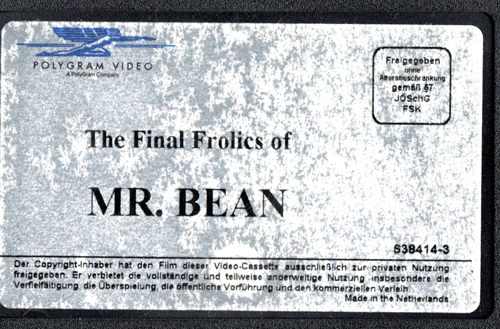 POLYGRAM VIDEO
A PolyGram Company
Freigegeben
ohne
Altersbeschränkung
gemäß §7
JÖSchG
FSK
The Final Frolics of
MR. BEAN
638414-3
Der Copyright-Inhaber hat den Film dieser Video-Cassette ausschließlich zur privaten Nutzung
freigegeben. Er verbietet die vollständige und teilweise anderweitige Nutzung insbesondere die
Verfielfältigung, die Überspielung, die öffentliche Vorführung und den kommerziellen Verleih.
Made in the Netherlands